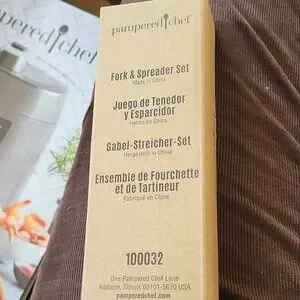 pampered chef
pampered chef
Fork & Spreader Set
Made in China
Juego de Tenedor
y Esparcidor
Hecho en China
Gabel-Streicher-Set
Hergestellt in China
Ensemble de Fourchette
et de Tartineur
Fabriqué en Chine
100032
One Pampered Chef Lane
Addison, Illinois 60101-5630 USA
pamperedchef.com